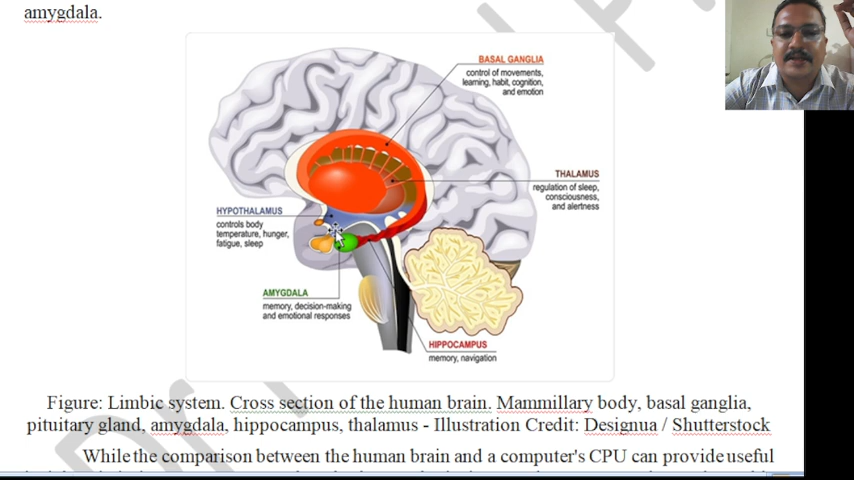 amygdala.
BASAL GANGLIA
control of movements,
learning, habit, cognition,
and emotion
THALAMUS
regulation of sleep,
consciousness,
and alertness
HYPOTHALAMUS
controls body
temperature, hunger,
fatigue, sleep
AMYGDALA
memory, decision-making
and emotional responses
HIPPOCAMPUS
memory, navigation
Figure: Limbic system. Cross section of the human brain. Mammillary body, basal ganglia,
pituitary gland, amygdala, hippocampus, thalamus - Illustration Credit: Designua / Shutterstock
While the comparison between the human brain and a computer's CPU can provide useful